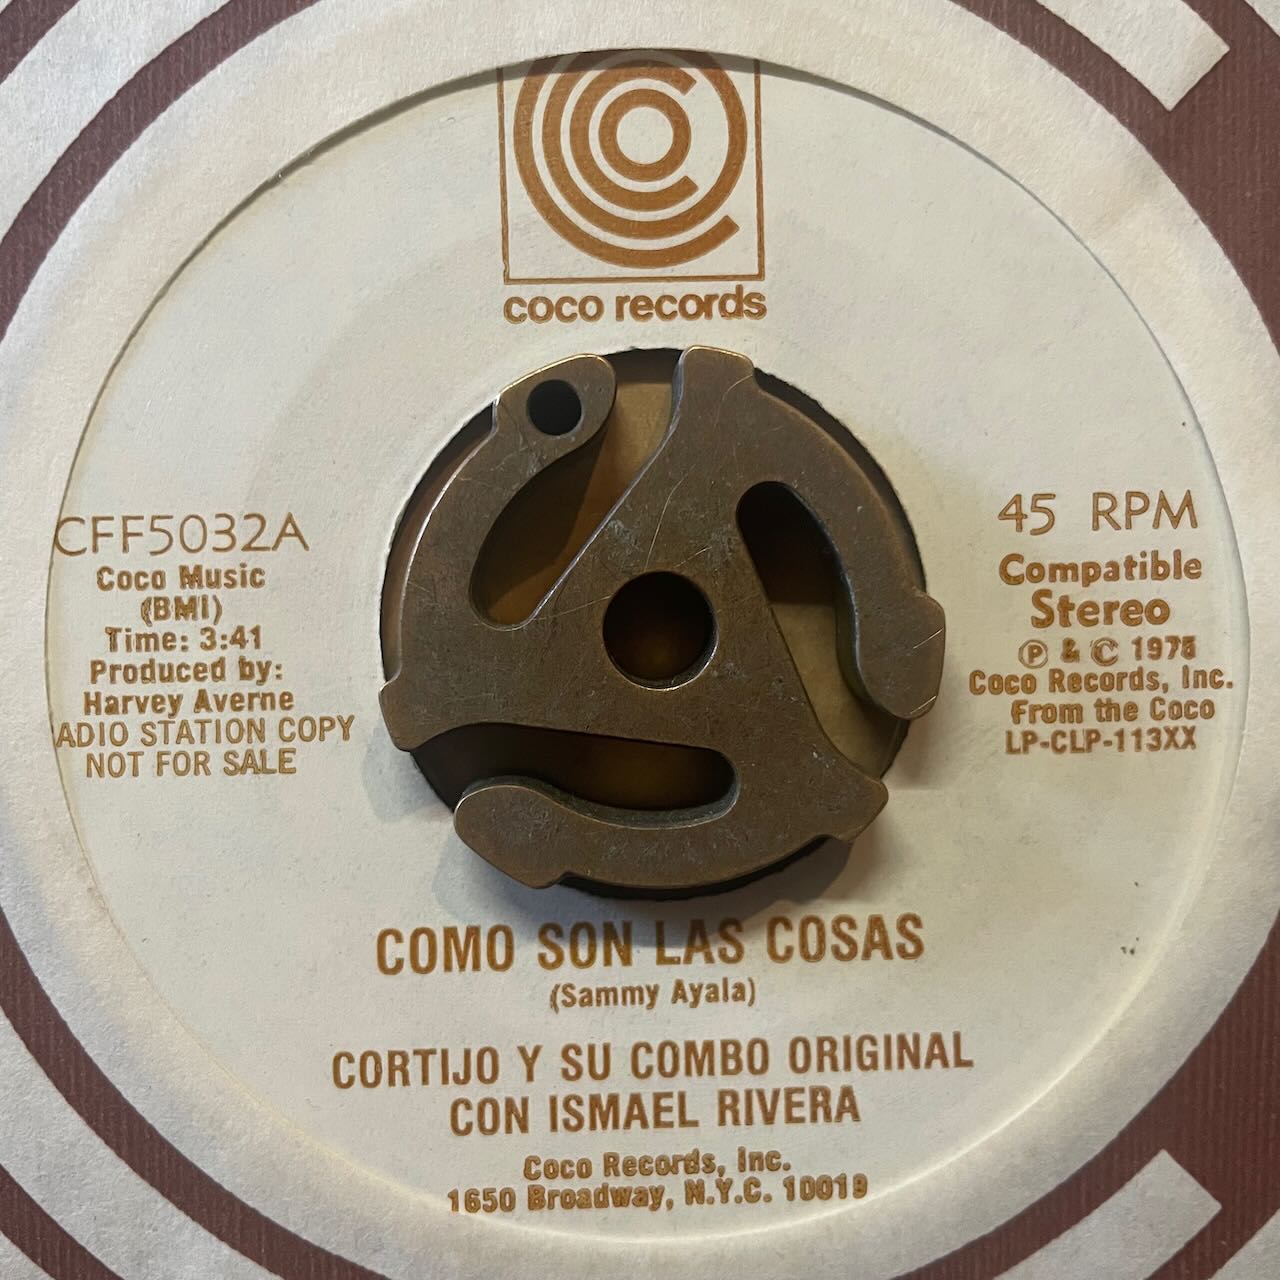 coco records
CFF5032A
Coco Music
(BMI)
Time: 3:41
Produced by:
Harvey Averne
ADIO STATION COPY
NOT FOR SALE
45 RPM
Compatible
Stereo
Ⓟ & © 1975
Coco Records, Inc.
From the Coco
LP-CLP-113XX
COMO SON LAS COSAS
(Sammy Ayala)
CORTIJO Y SU COMBO ORIGINAL
CON ISMAEL RIVERA
Coco Records, Inc.
1650 Broadway, N.Y.C. 10019